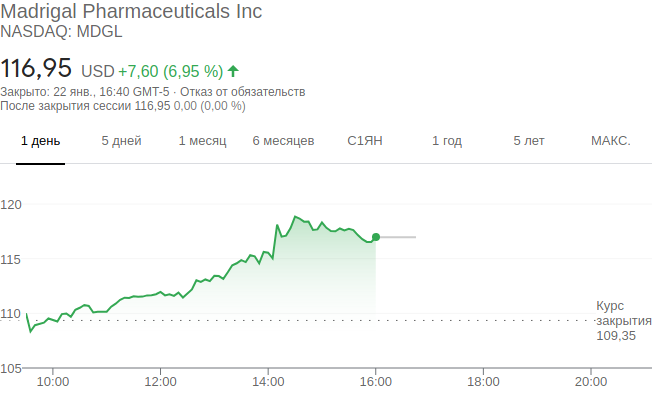 Madrigal Pharmaceuticals Inc
NASDAQ: MDGL
116,95 USD +7,60 (6,95 %)
Закрыто: 22 янв., 16:40 GMT-5 · Отказ от обязательств
После закрытия сессии 116,95 0,00 (0,00 %)
1 день 5 дней 1 месяц 6 месяцев С1ЯН 1 год 5 лет МАКС.
120
115
110
Курс
закрытия
109,35
105
10:00 12:00 14:00 16:00 18:00 20:00